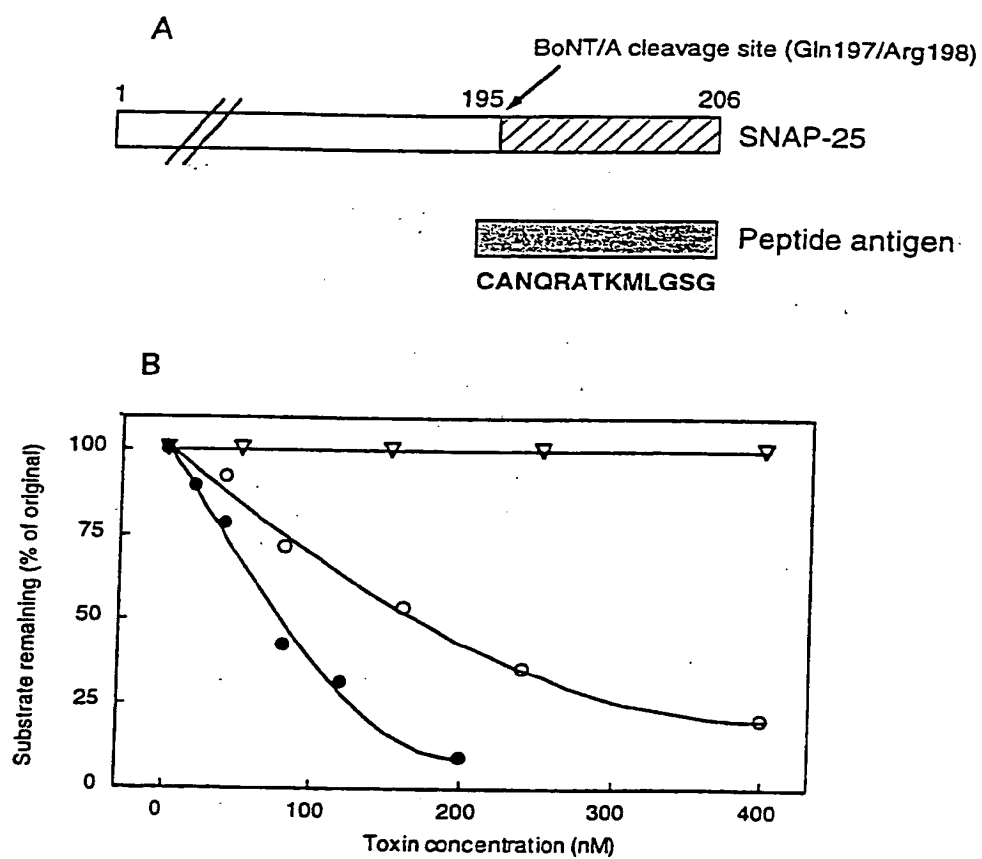 A
BoNT/A cleavage site (Gln197/Arg198)
1
195
206
SNAP-25
Peptide antigen
CANQRATKMLGSG
B
Substrate remaining (% of original)
100
75
50
25
0
0
100
200
300
400
Toxin concentration (nM)